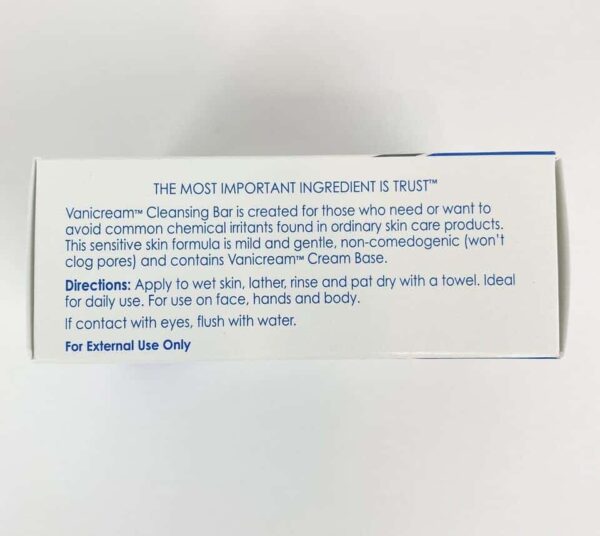 THE MOST IMPORTANT INGREDIENT IS TRUST™
Vanicream™ Cleansing Bar is created for those who need or want to
avoid common chemical irritants found in ordinary skin care products.
This sensitive skin formula is mild and gentle, non-comedogenic (won't
clog pores) and contains Vanicream™ Cream Base.
Directions: Apply to wet skin, lather, rinse and pat dry with a towel. Ideal
for daily use. For use on face, hands and body.
If contact with eyes, flush with water.
For External Use Only